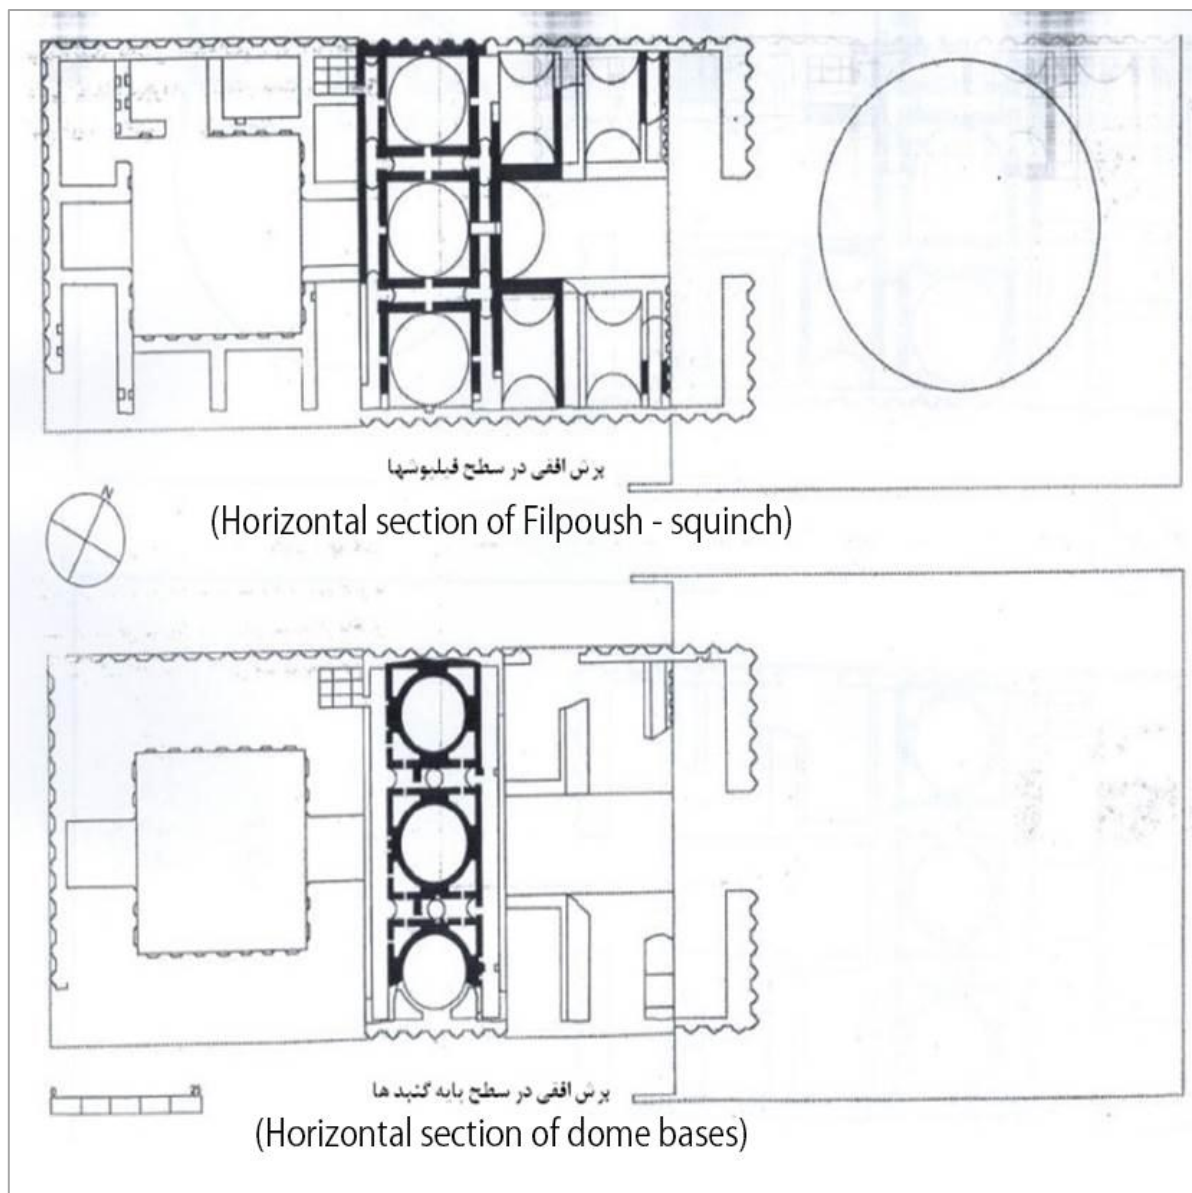 برش افقی در سطح فیلپوشها
N
(Horizontal section of Filpoush - squinch)
0 25
برش افقی در سطح پایه گنبد ها
(Horizontal section of dome bases)